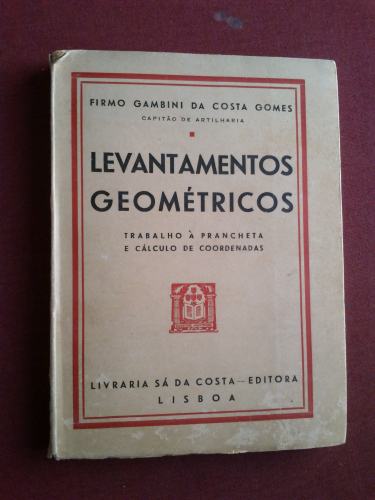 FIRMO GAMBINI DA COSTA GOMES
CAPITÃO DE ARTILHARIA
LEVANTAMENTOS
GEOMÉTRICOS
TRABALHO À PRANCHETA
E CÁLCULO DE COORDENADAS
LIVRARIA SÁ DA COSTA—EDITORA
LISBOA